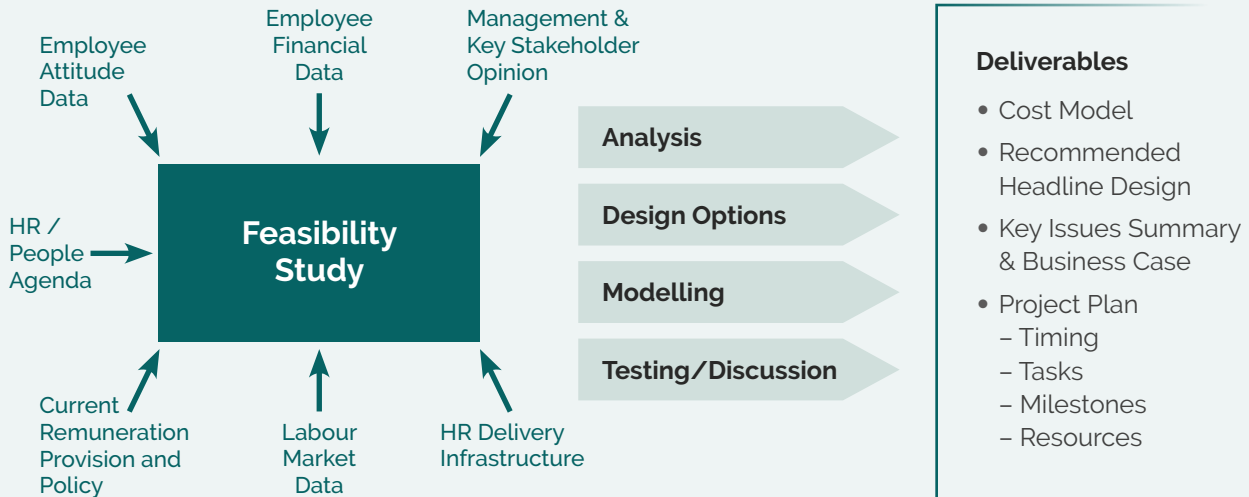 Employee
Attitude
Data
Employee
Financial
Data
Management &
Key Stakeholder
Opinion
HR /
People
Agenda
Feasibility
Study
Current
Remuneration
Provision and
Policy
Labour
Market
Data
HR Delivery
Infrastructure
Analysis
Design Options
Modelling
Testing/Discussion
Deliverables
• Cost Model
• Recommended
Headline Design
• Key Issues Summary
& Business Case
• Project Plan
– Timing
– Tasks
– Milestones
– Resources